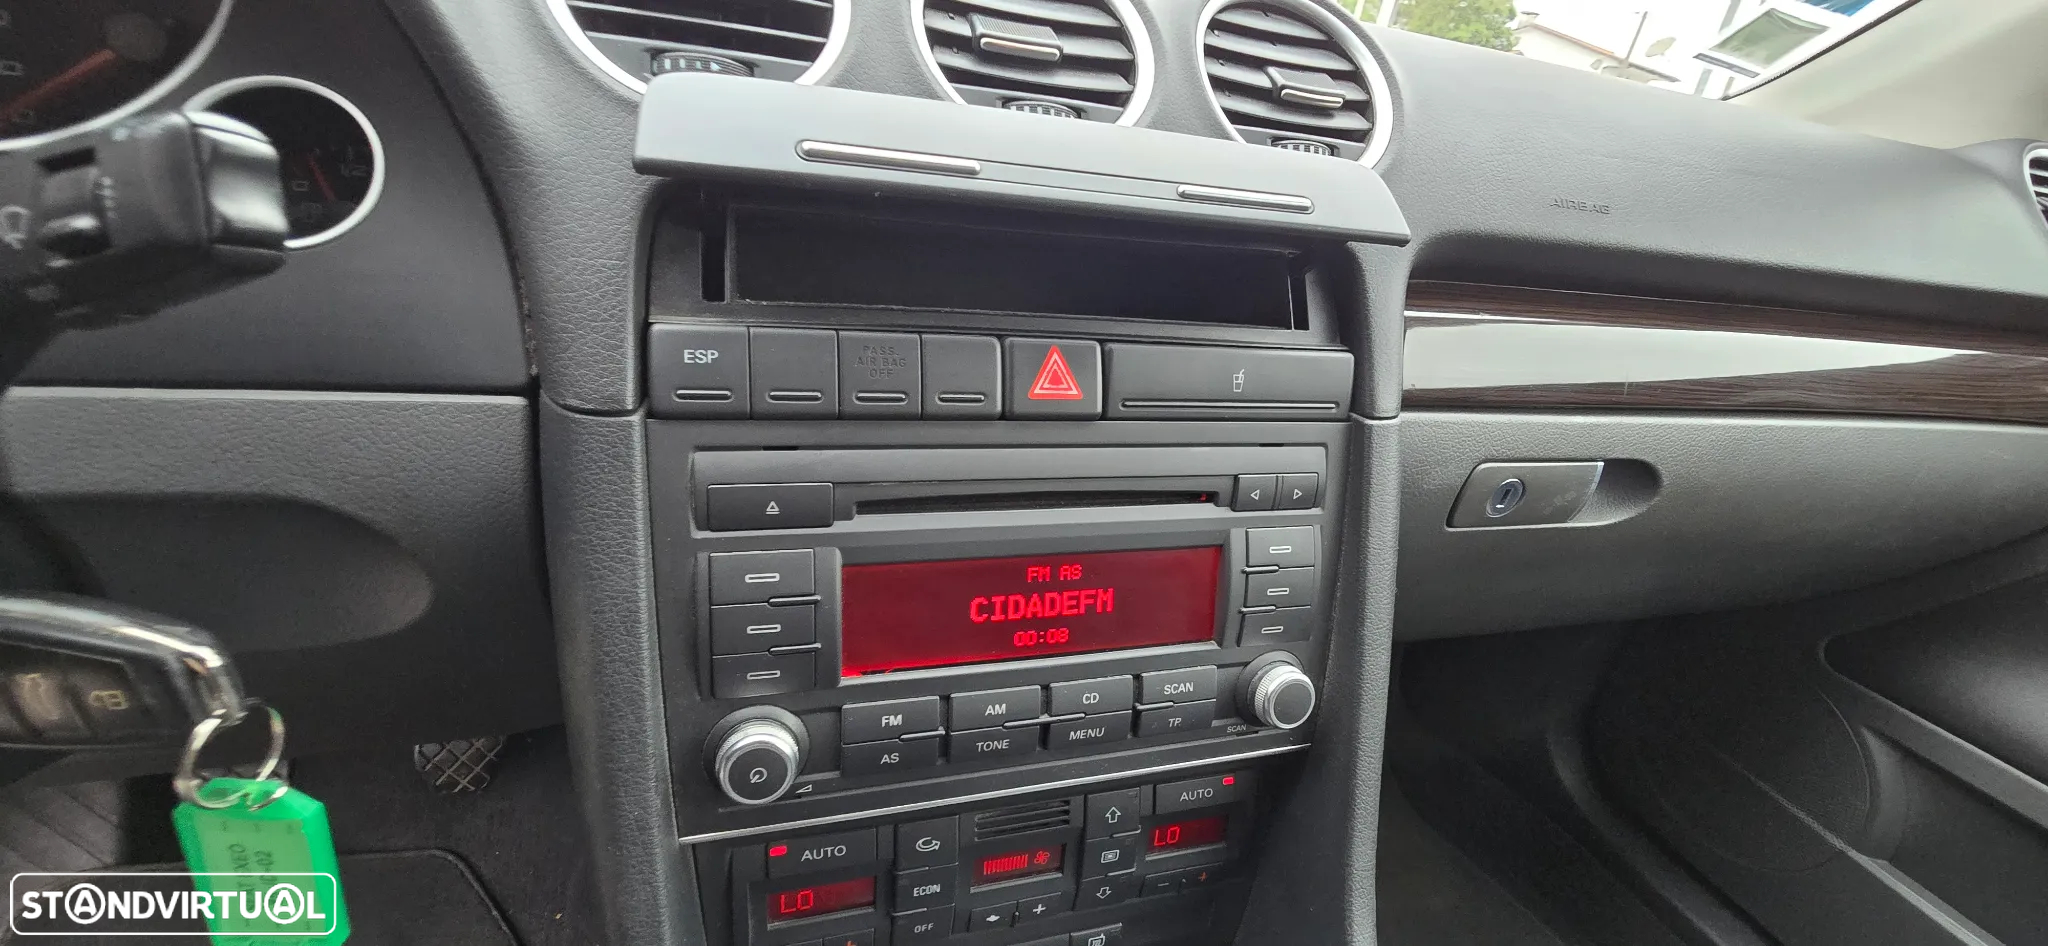 AIRBAG
ESP
PASS.
AIR BAG
OFF
FM AS
CIDADEFM
00:08
FM
AM
CD
SCAN
AS
TONE
MENU
TP
SCAN
AUTO
AUTO
LO
LO
ECON
OFF
STANDVIRTUAL